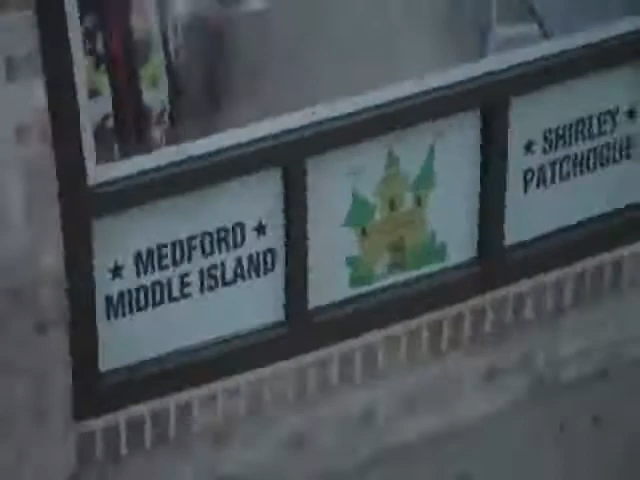 ★ MEDFORD ★
MIDDLE ISLAND
★ SHIRLEY ★
PATCHOGUE